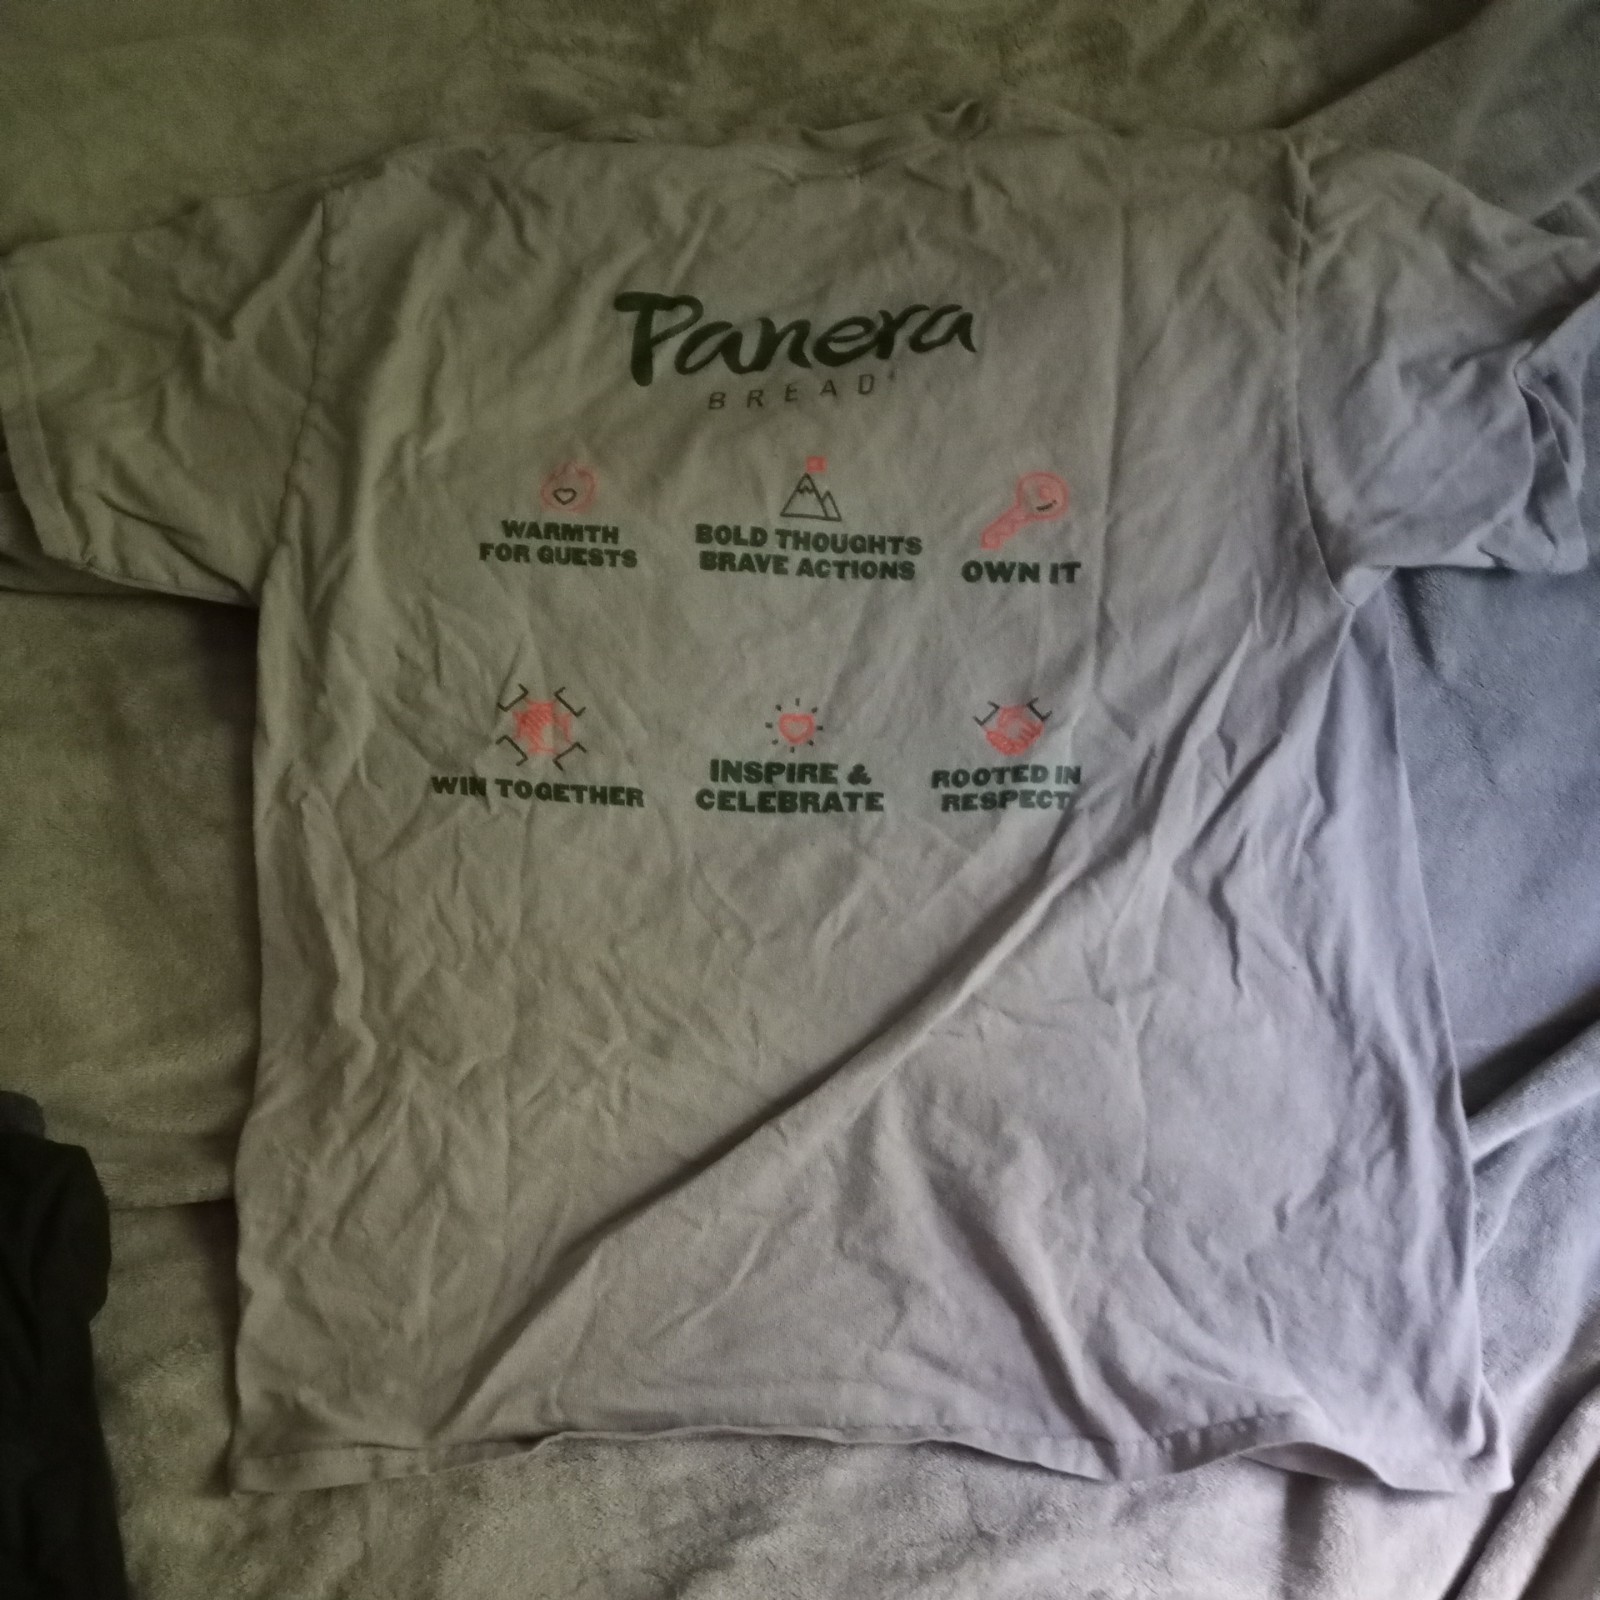 Panera
BREAD®
WARMTH
FOR GUESTS
BOLD THOUGHTS
BRAVE ACTIONS
OWN IT
WIN TOGETHER
INSPIRE &
CELEBRATE
ROOTED IN
RESPECT